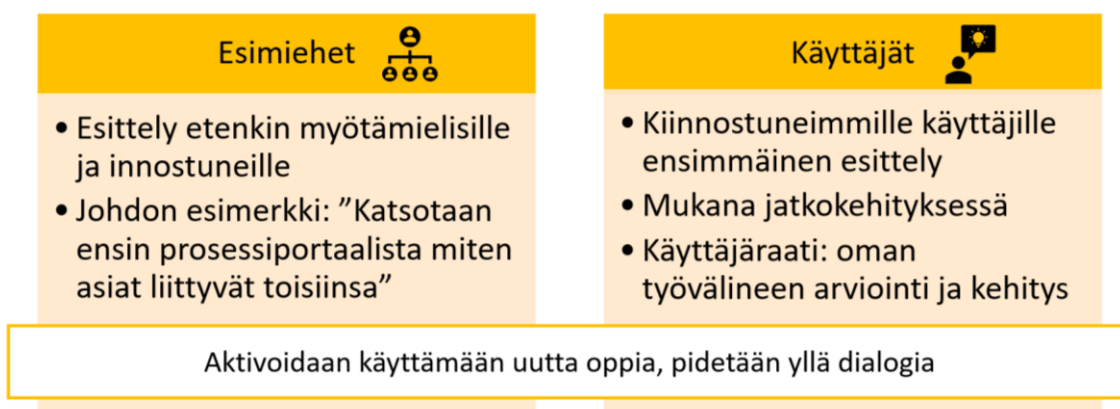 Esimiehet
• Esittely etenkin myötämielisille
ja innostuneille
• Johdon esimerkki: ”Katsotaan
ensin prosessiportaalista miten
asiat liittyvät toisiinsa”
Käyttäjät
• Kiinnostuneimmille käyttäjille
ensimmäinen esittely
• Mukana jatkokehityksessä
• Käyttäjäraati: oman
työvälineen arviointi ja kehitys
Aktivoidaan käyttämään uutta oppia, pidetään yllä dialogia